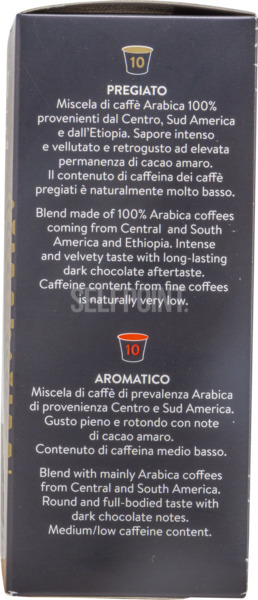 10
PREGIATO
Miscela di caffè Arabica 100%
provenienti dal Centro, Sud America
e dall'Etiopia. Sapore intenso
e vellutato e retrogusto ad elevata
permanenza di cacao amaro.
Il contenuto di caffeina dei caffè
pregiati è naturalmente molto basso.
Blend made of 100% Arabica coffees
coming from Central and South
America and Ethiopia. Intense
and velvety taste with long-lasting
dark chocolate aftertaste.
Caffeine content from fine coffees
is naturally very low.
SELFPOINT.
10
AROMATICO
Miscela di caffè di prevalenza Arabica
di provenienza Centro e Sud America.
Gusto pieno e rotondo con note
di cacao amaro.
Contenuto di caffeina medio basso.
Blend with mainly Arabica coffees
from Central and South America.
Round and full-bodied taste with
dark chocolate notes.
Medium/low caffeine content.